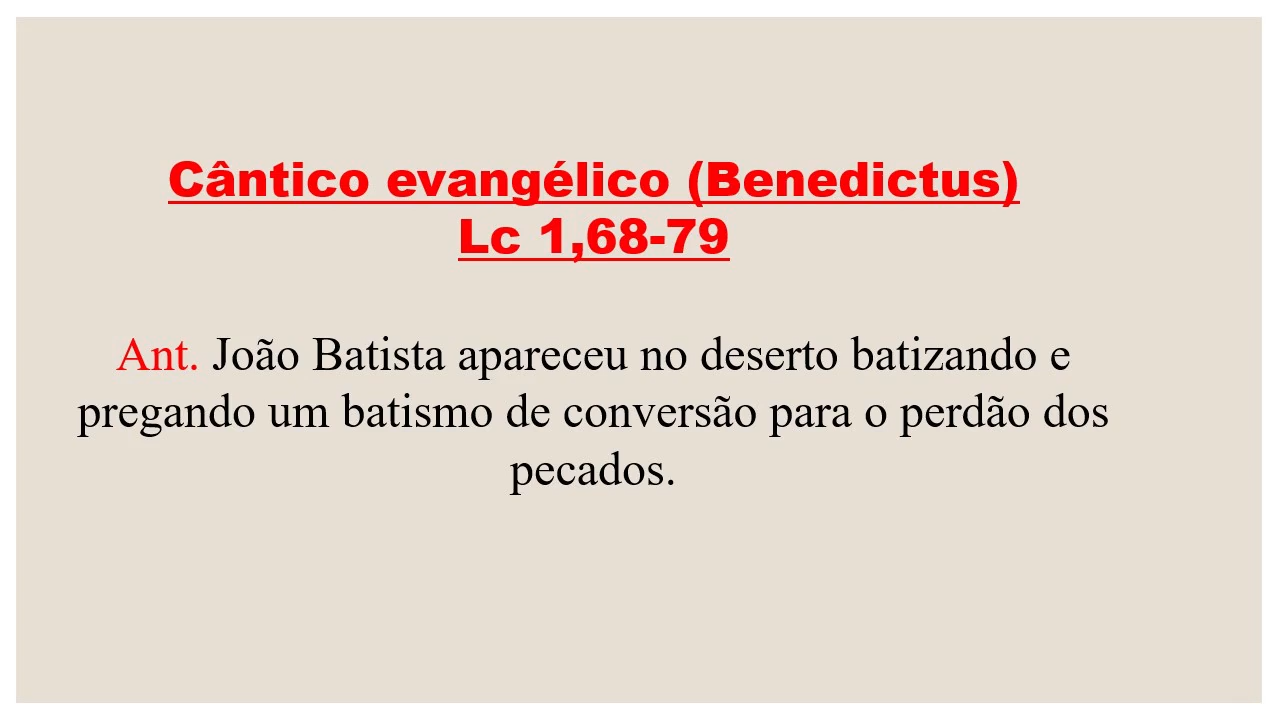 Cântico evangélico (Benedictus)
Lc 1,68-79
Ant. João Batista apareceu no deserto batizando e
pregando um batismo de conversão para o perdão dos
pecados.